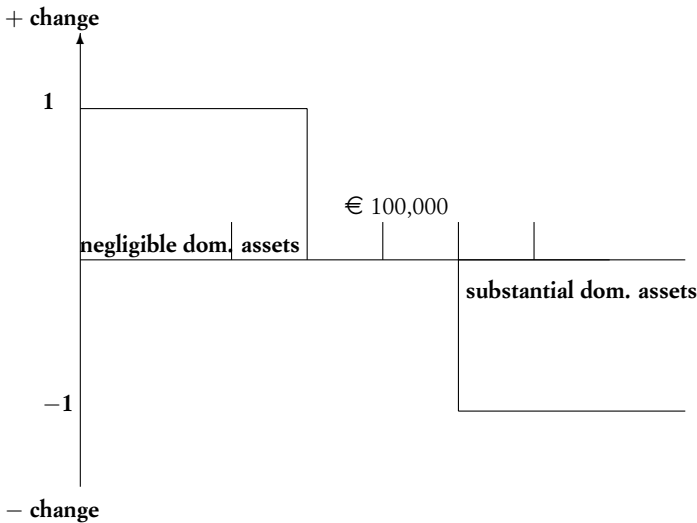 + change
1
€ 100,000
negligible dom. assets
substantial dom. assets
−1
− change